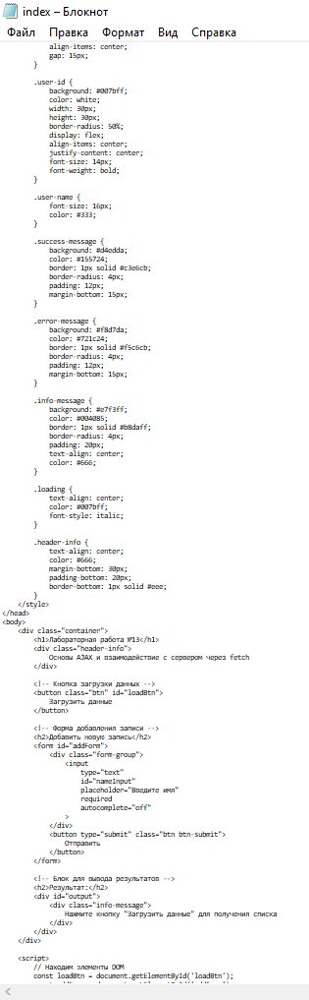 index – Блокнот
Файл Правка Формат Вид Справка
            align-items: center;
            gap: 15px;
        }

        .user-id {
            background: #007bff;
            color: white;
            width: 30px;
            height: 30px;
            border-radius: 50%;
            display: flex;
            align-items: center;
            justify-content: center;
            font-size: 14px;
            font-weight: bold;
        }

        .user-name {
            font-size: 16px;
            color: #333;
        }

        .success-message {
            background: #d4edda;
            color: #155724;
            border: 1px solid #c3e6cb;
            border-radius: 4px;
            padding: 12px;
            margin-bottom: 15px;
        }

        .error-message {
            background: #f8d7da;
            color: #721c24;
            border: 1px solid #f5c6cb;
            border-radius: 4px;
            padding: 12px;
            margin-bottom: 15px;
        }

        .info-message {
            background: #e7f3ff;
            color: #004085;
            border: 1px solid #b8daff;
            border-radius: 4px;
            padding: 20px;
            text-align: center;
            color: #666;
        }

        .loading {
            text-align: center;
            color: #007bff;
            font-style: italic;
        }

        .header-info {
            text-align: center;
            color: #666;
            margin-bottom: 30px;
            padding-bottom: 20px;
            border-bottom: 1px solid #eee;
        }
    </style>
</head>
<body>
    <div class="container">
        <h1>Лабораторная работа №13</h1>
        <div class="header-info">
            Основы AJAX и взаимодействие с сервером через fetch
        </div>

        <!-- Кнопка загрузки данных -->
        <button class="btn" id="loadBtn">
            Загрузить данные
        </button>

        <!-- Форма добавления записи -->
        <h2>Добавить новую запись</h2>
        <form id="addForm">
            <div class="form-group">
                <input
                    type="text"
                    id="nameInput"
                    placeholder="Введите имя"
                    required
                    autocomplete="off"
                >
            </div>
            <button type="submit" class="btn btn-submit">
                Отправить
            </button>
        </form>

        <!-- Блок для вывода результатов -->
        <h2>Результат:</h2>
        <div id="output">
            <div class="info-message">
                Нажмите кнопку "Загрузить данные" для получения списка
            </div>
        </div>
    </div>

    <script>
        // Находим элементы DOM
        const loadBtn = document.getElementById('loadBtn');